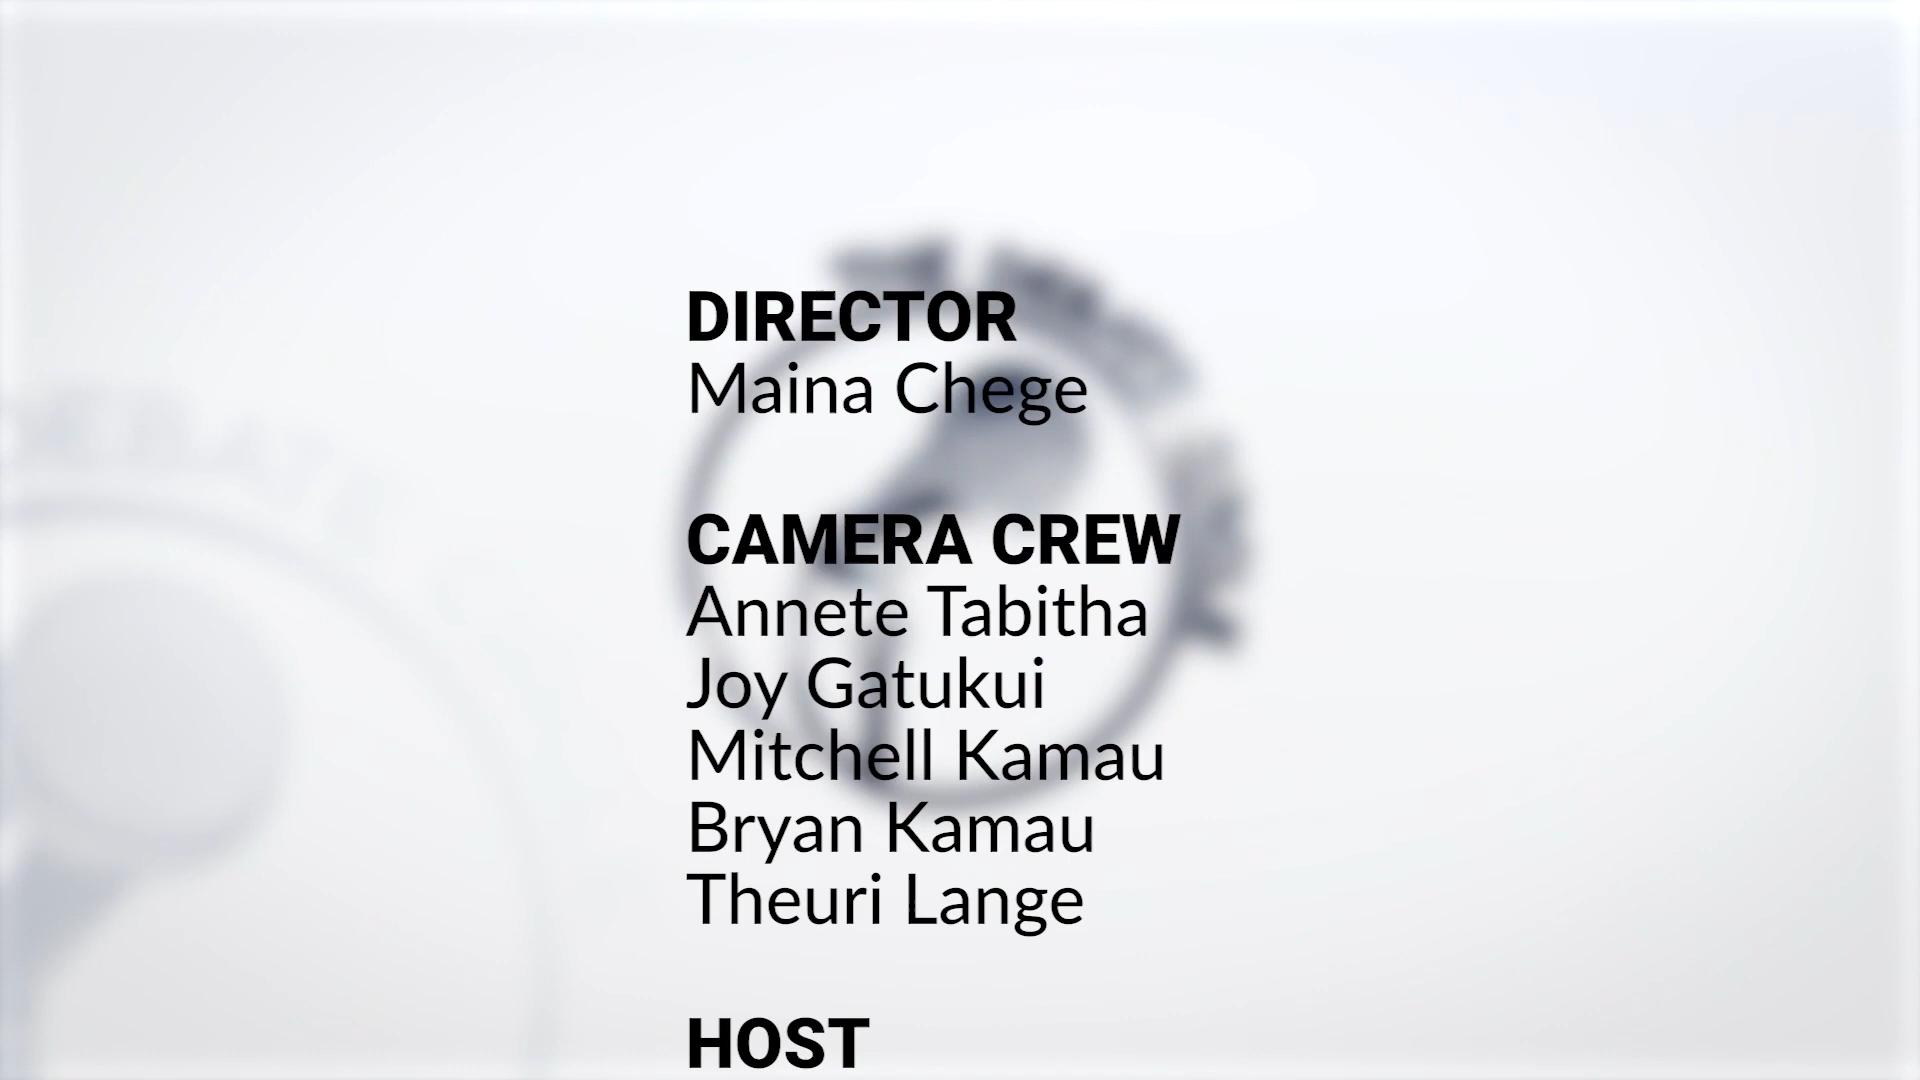 DIRECTOR
Maina Chege
CAMERA CREW
Annete Tabitha
Joy Gatukui
Mitchell Kamau
Bryan Kamau
Theuri Lange
HOST